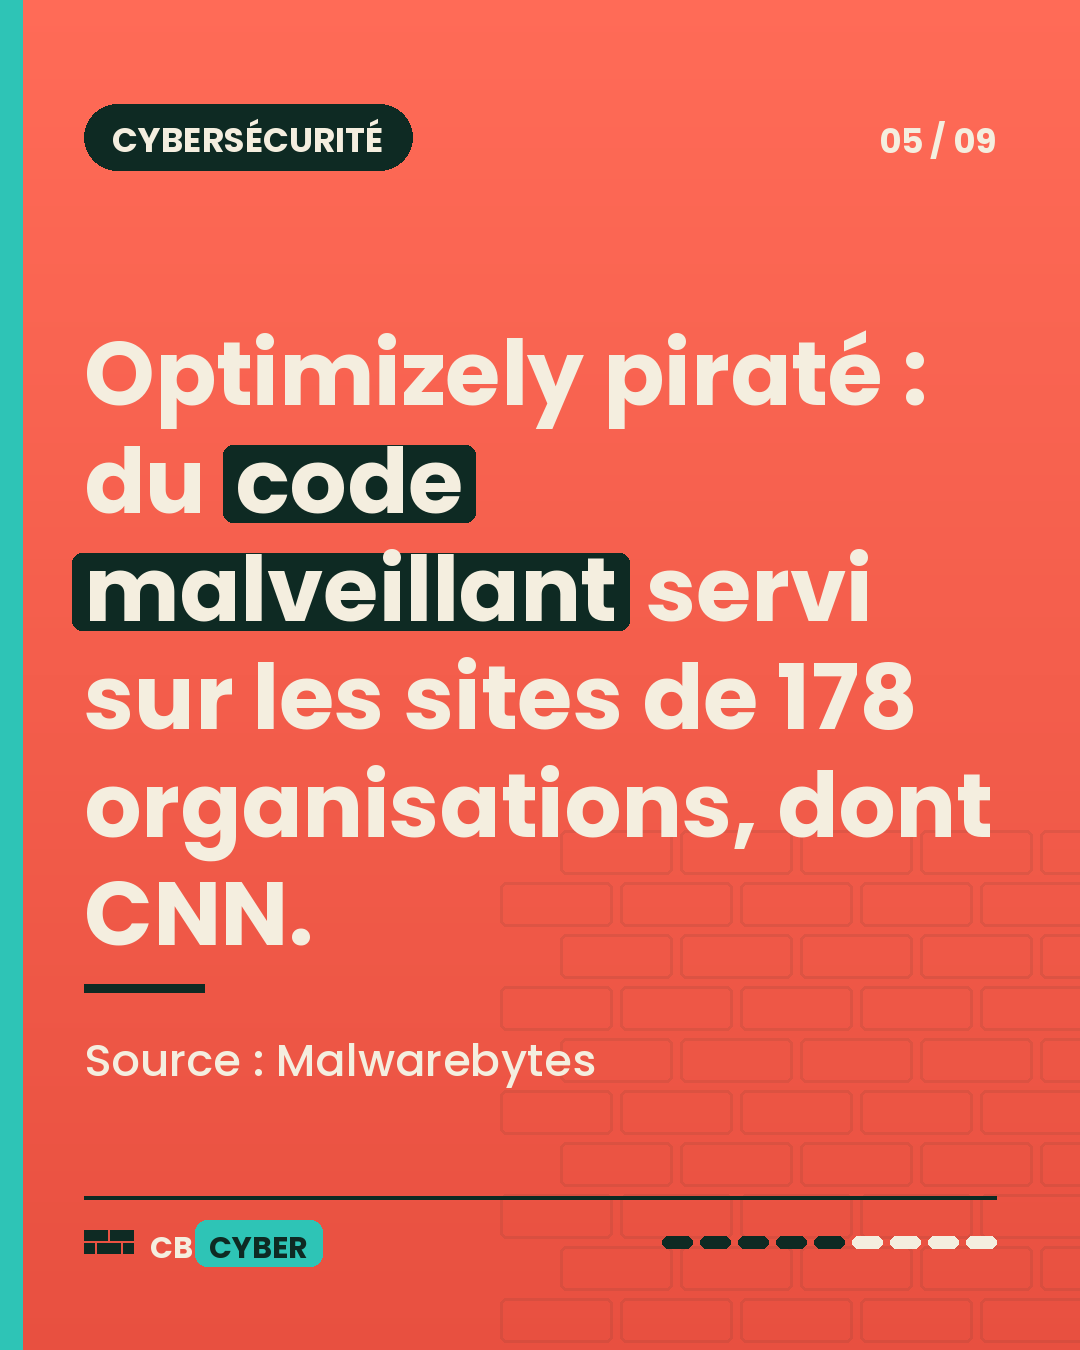 CYBERSÉCURITÉ
05 / 09
Optimizely piraté :
du code
malveillant servi
sur les sites de 178
organisations, dont
CNN.
Source : Malwarebytes
CB CYBER